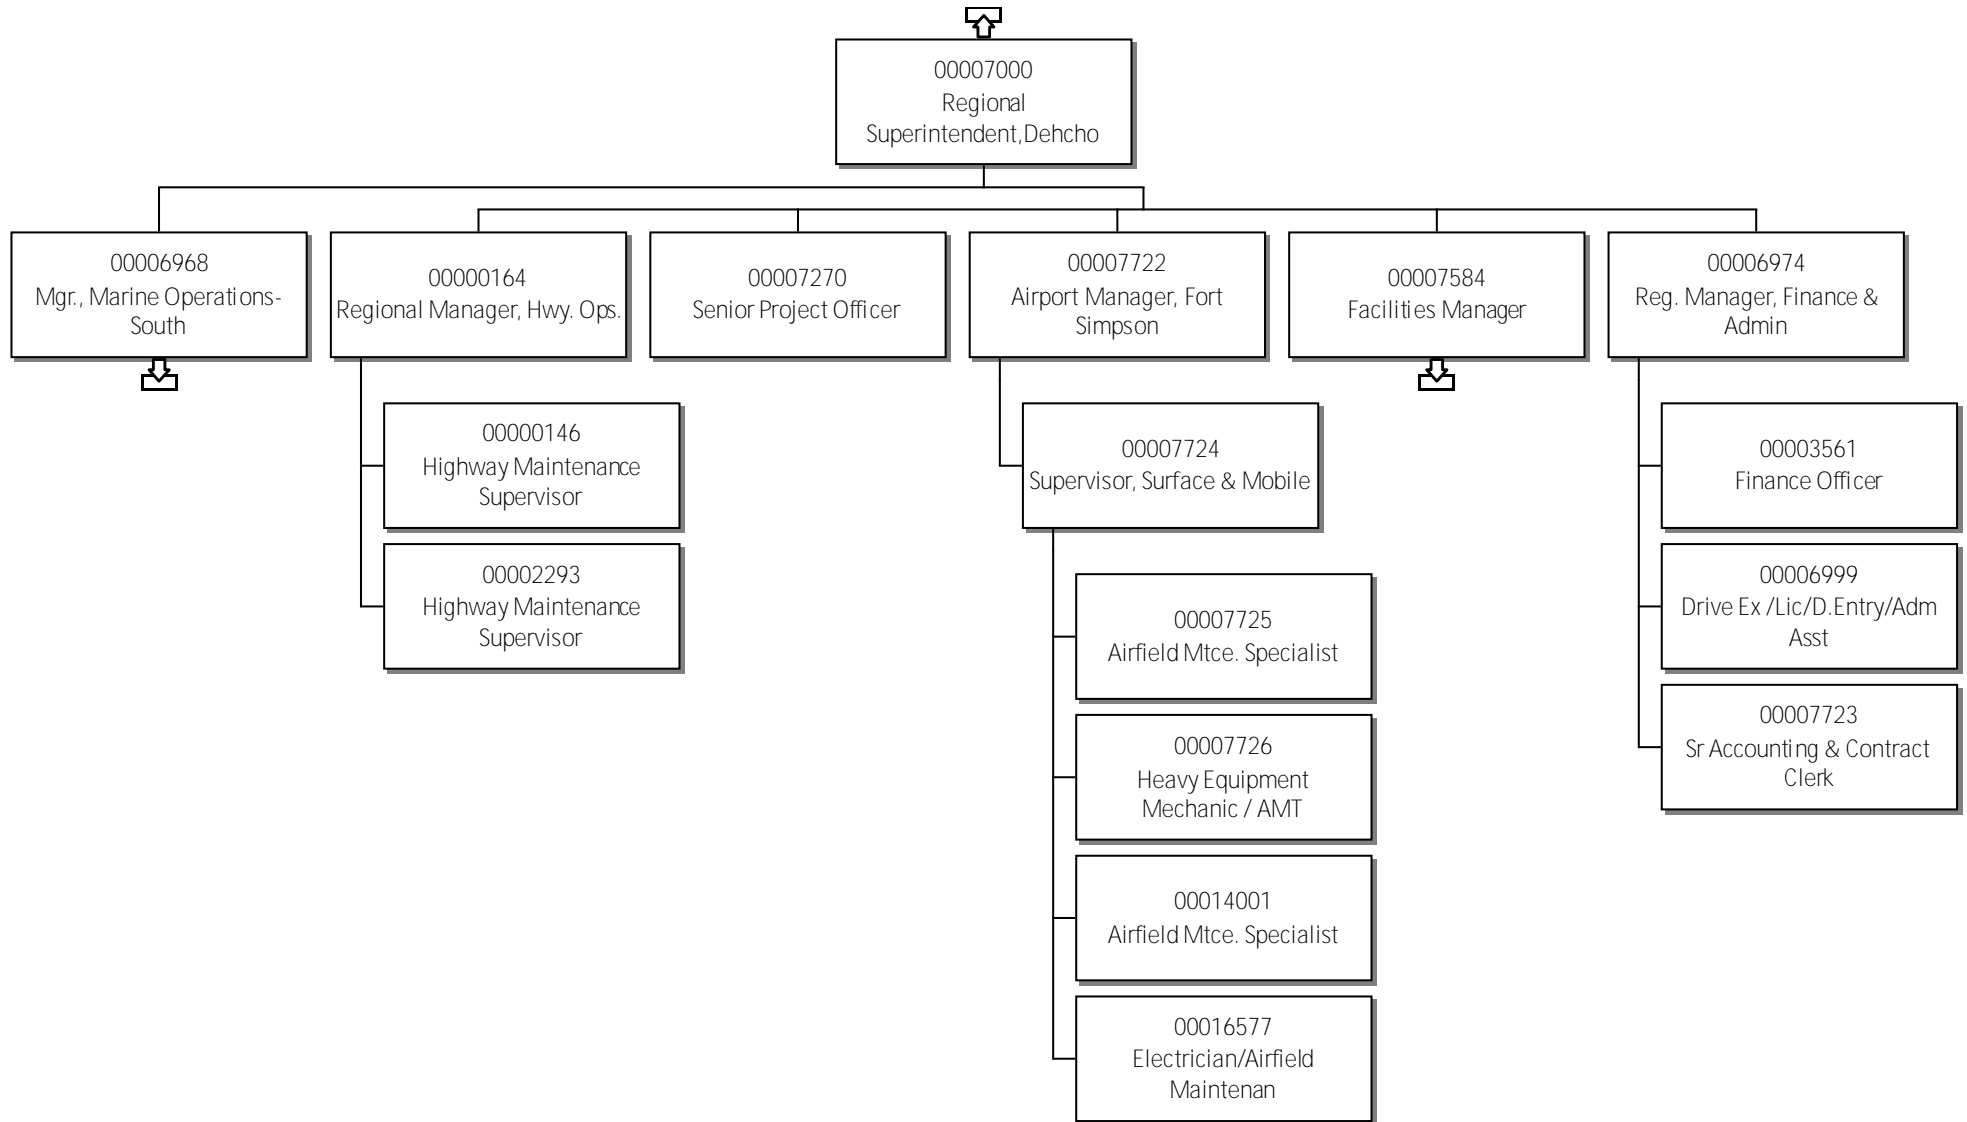 00007000
Regional
Superintendent,Dehcho
00006968
Mgr., Marine Operations-
South
00000164
Regional Manager, Hwy. Ops.
00007270
Senior Project Officer
00007722
Airport Manager, Fort
Simpson
00007584
Facilities Manager
00006974
Reg. Manager, Finance &
Admin
00000146
Highway Maintenance
Supervisor
00002293
Highway Maintenance
Supervisor
00007724
Supervisor, Surface & Mobile
00007725
Airfield Mtce. Specialist
00007726
Heavy Equipment
Mechanic / AMT
00014001
Airfield Mtce. Specialist
00016577
Electrician/Airfield
Maintenan
00003561
Finance Officer
00006999
Drive Ex /Lic/D.Entry/Adm
Asst
00007723
Sr Accounting & Contract
Clerk